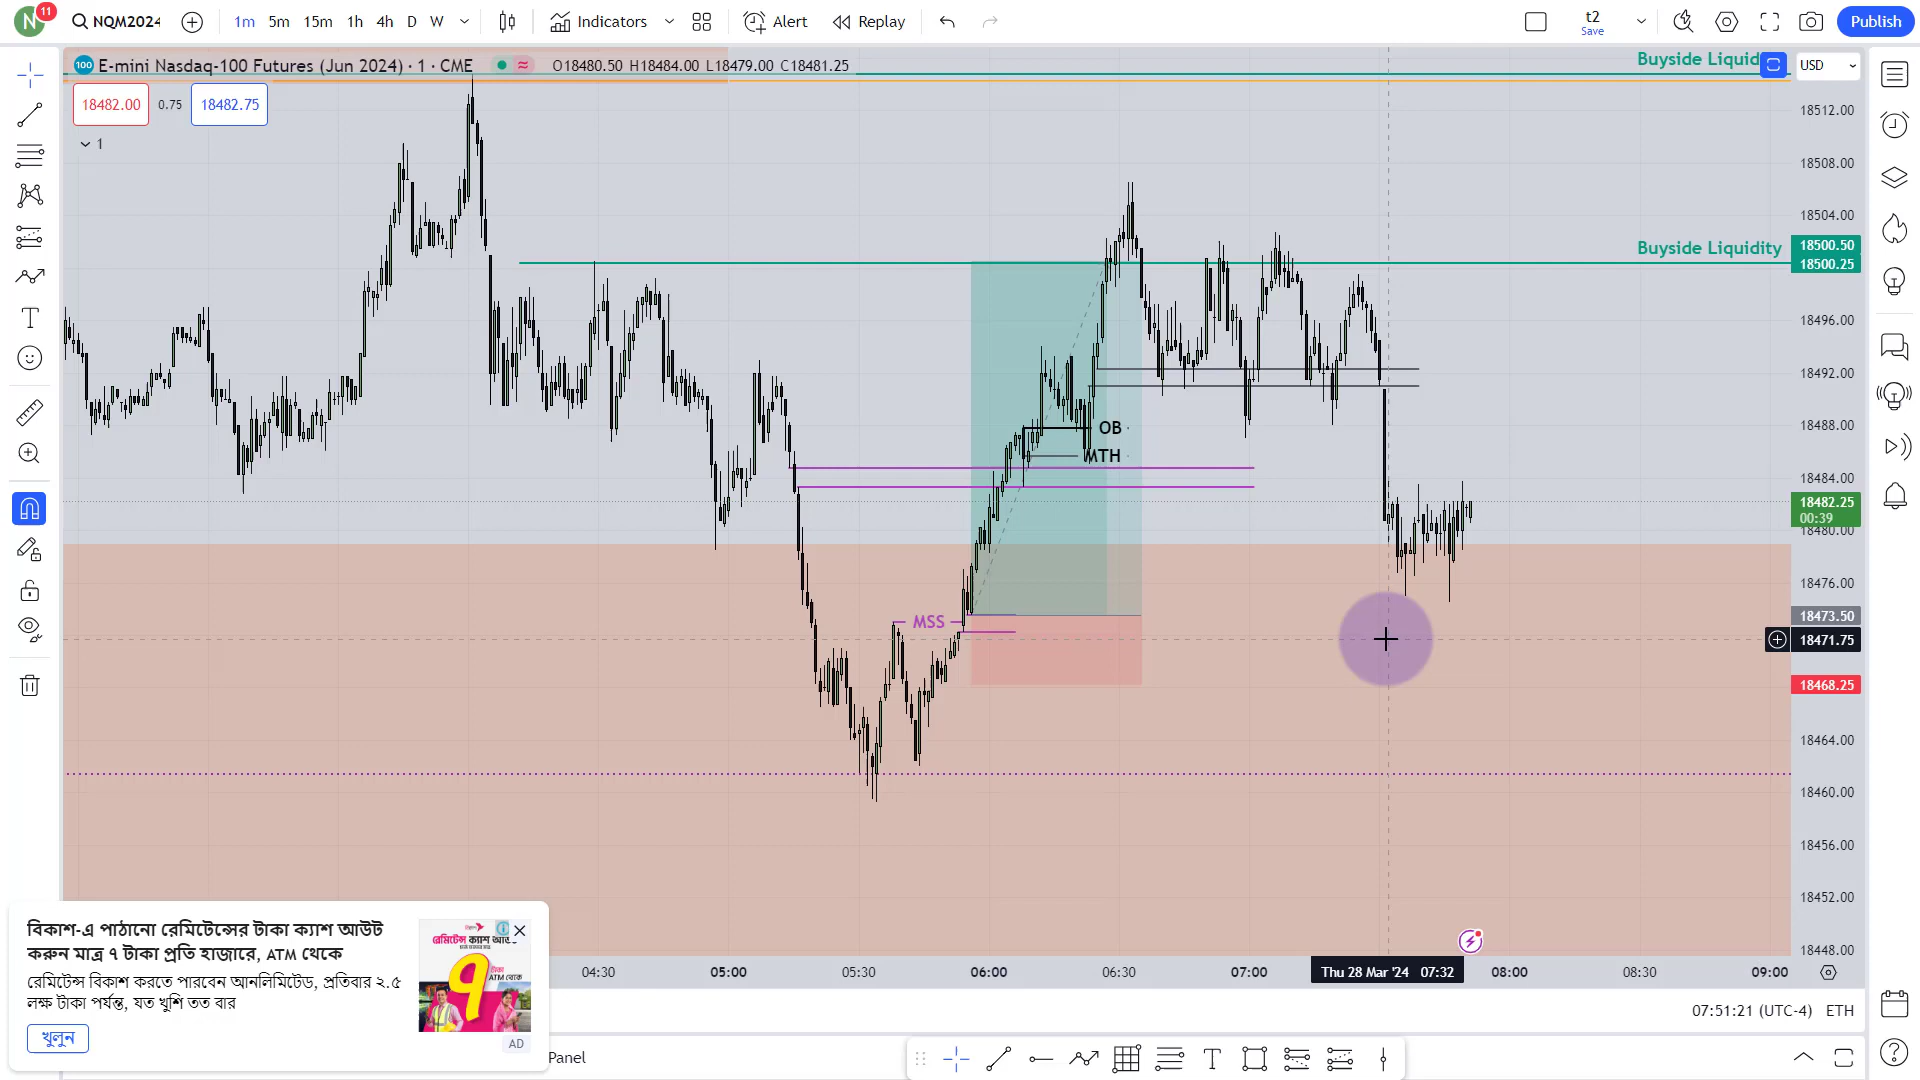 N
11
NQM2024
1m
5m
15m
1h
4h
D
W
Indicators
Alert
Replay
t2
Save
Publish
100
E-mini Nasdaq-100 Futures (Jun 2024) · 1 · CME
O18480.50 H18484.00 L18479.00 C18481.25
Buyside Liquid
USD
18482.00
0.75
18482.75
1
18512.00
18508.00
18504.00
Buyside Liquidity
18500.50
18500.25
18496.00
18492.00
18488.00
OB
MTH
18484.00
18482.25
00:39
18480.00
18476.00
MSS
18473.50
18471.75
18468.25
18464.00
18460.00
18456.00
18452.00
18448.00
04:30
05:00
05:30
06:00
06:30
07:00
Thu 28 Mar '24 07:32
08:00
08:30
09:00
07:51:21 (UTC-4)
ETH
বিকাশ-এ পাঠানো রেমিটেন্সের টাকা ক্যাশ আউট
করুন মাত্র ৭ টাকা প্রতি হাজারে, ATM থেকে
রেমিটেন্স বিকাশ করতে পারবেন আনলিমিটেড, প্রতিবার ২.৫
লক্ষ টাকা পর্যন্ত, যত খুশি তত বার
খুলুন
রেমিটেন্স ক্যাশ আউট
৭
টাকা
ATM থেকে
AD
Panel